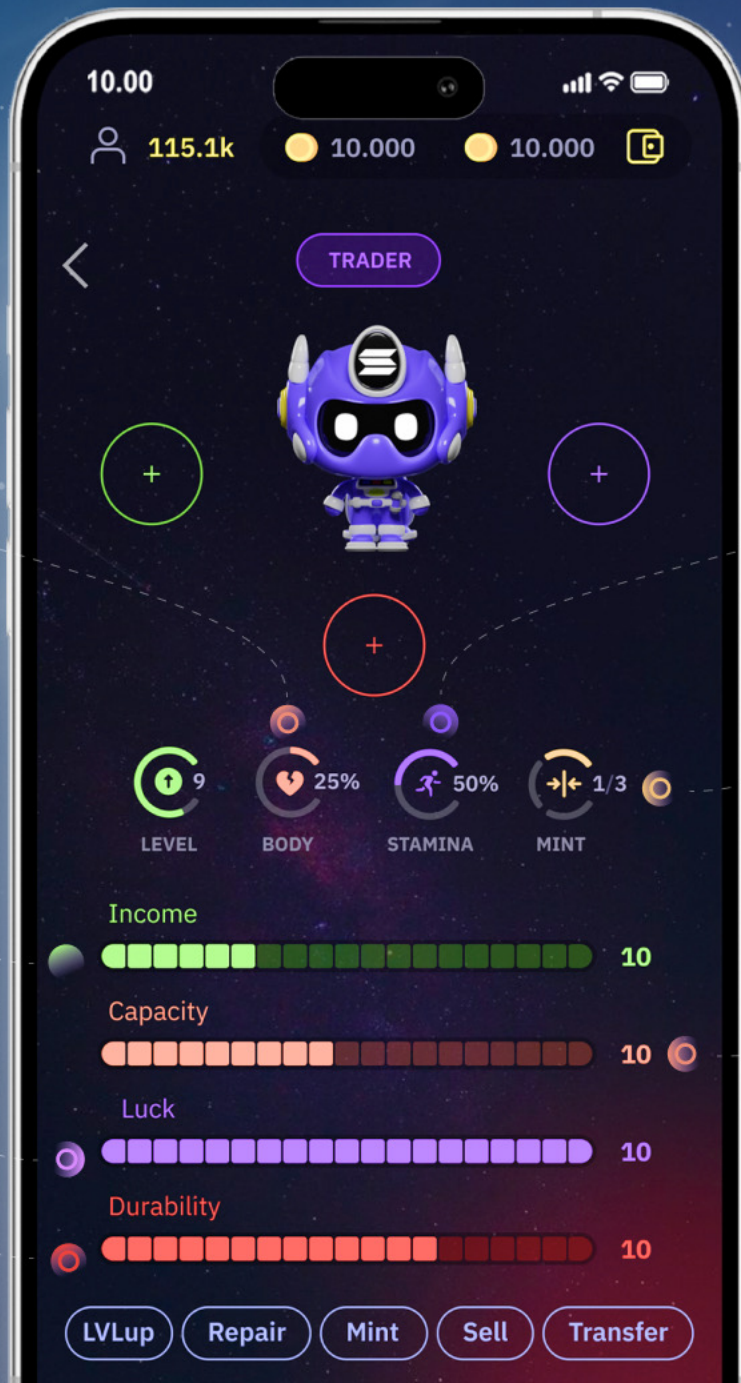 10.00
115.1k 10.000 10.000
TRADER
+ +
+
9 25% 50% 1/3
LEVEL BODY STAMINA MINT
Income
10
Capacity
10
Luck
10
Durability
10
LVLup Repair Mint Sell Transfer